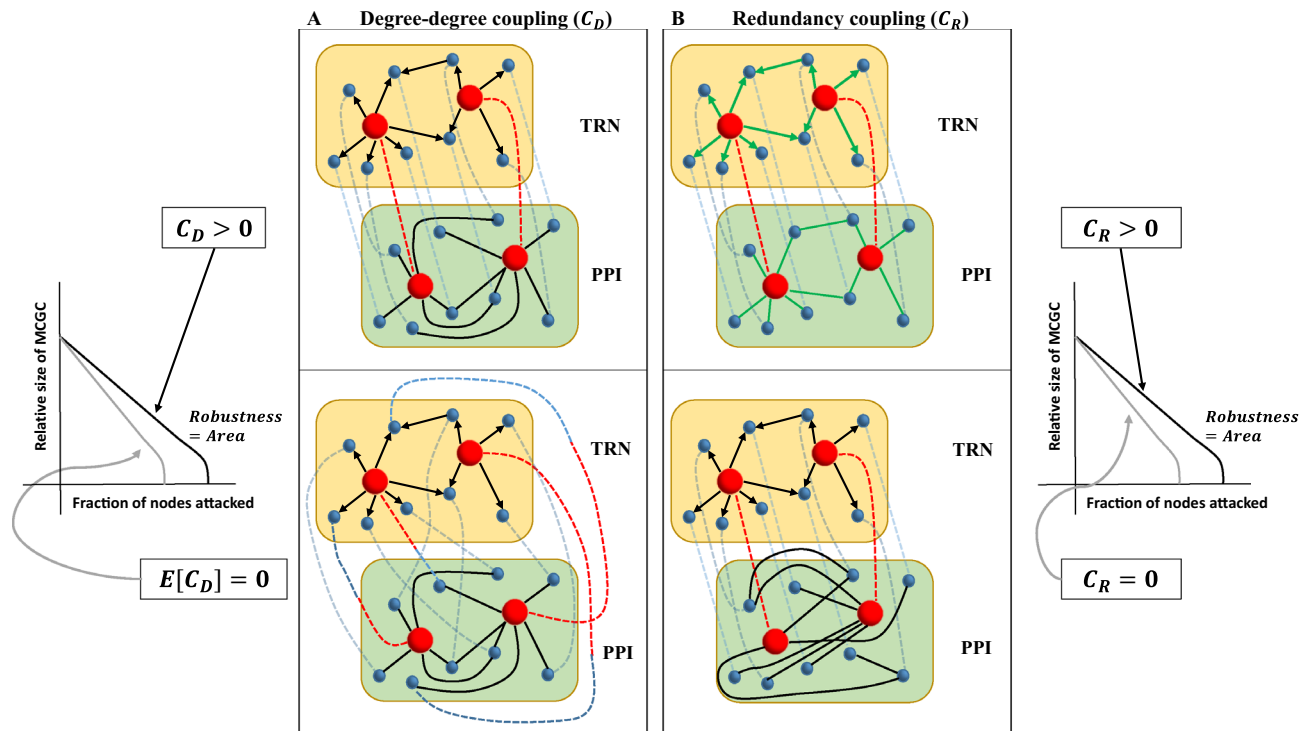 A Degree-degree coupling (C_D)
B Redundancy coupling (C_R)
TRN
PPI
TRN
PPI
TRN
PPI
TRN
PPI
C_D > 0
Relative size of MCGC
Robustness
= Area
Fraction of nodes attacked
E[C_D] = 0
C_R > 0
Relative size of MCGC
Robustness
= Area
Fraction of nodes attacked
C_R = 0